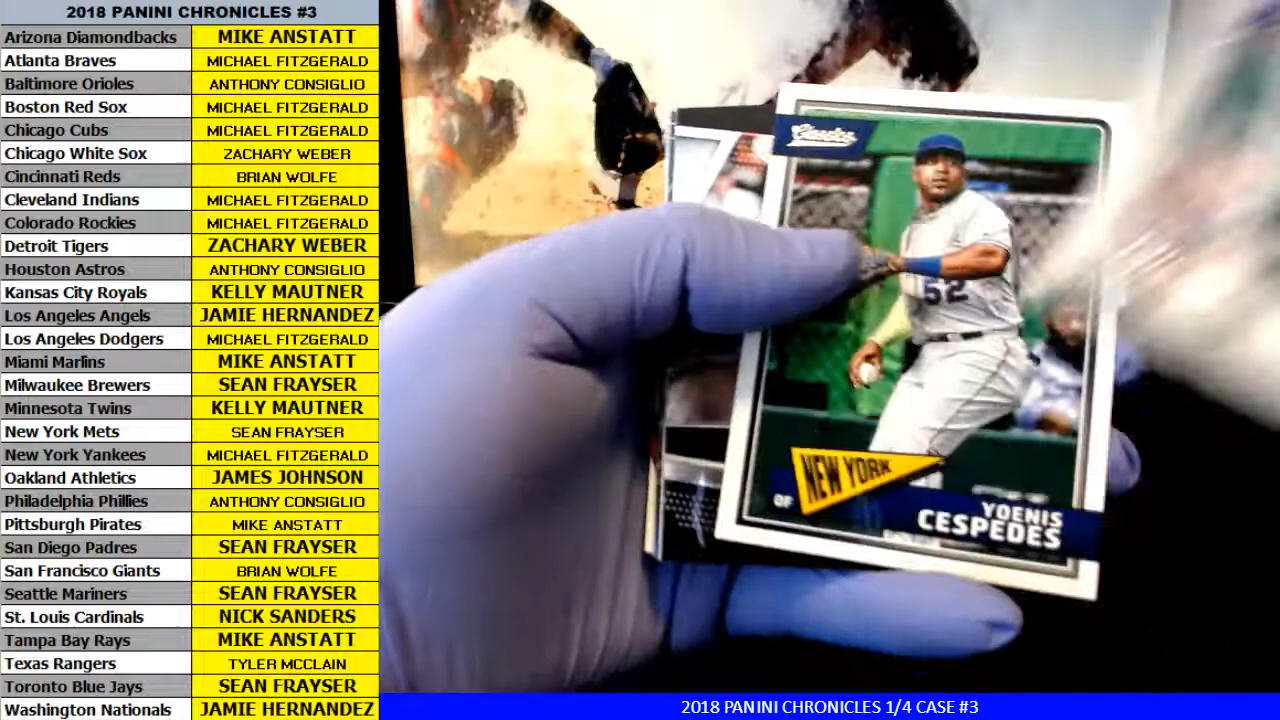 2018 PANINI CHRONICLES #3
Arizona Diamondbacks MIKE ANSTATT
Atlanta Braves MICHAEL FITZGERALD
Baltimore Orioles ANTHONY CONSIGLIO
Boston Red Sox MICHAEL FITZGERALD
Chicago Cubs MICHAEL FITZGERALD
Chicago White Sox ZACHARY WEBER
Cincinnati Reds BRIAN WOLFE
Cleveland Indians MICHAEL FITZGERALD
Colorado Rockies MICHAEL FITZGERALD
Detroit Tigers ZACHARY WEBER
Houston Astros ANTHONY CONSIGLIO
Kansas City Royals KELLY MAUTNER
Los Angeles Angels JAMIE HERNANDEZ
Los Angeles Dodgers MICHAEL FITZGERALD
Miami Marlins MIKE ANSTATT
Milwaukee Brewers SEAN FRAYSER
Minnesota Twins KELLY MAUTNER
New York Mets SEAN FRAYSER
New York Yankees MICHAEL FITZGERALD
Oakland Athletics JAMES JOHNSON
Philadelphia Phillies ANTHONY CONSIGLIO
Pittsburgh Pirates MIKE ANSTATT
San Diego Padres SEAN FRAYSER
San Francisco Giants BRIAN WOLFE
Seattle Mariners SEAN FRAYSER
St. Louis Cardinals NICK SANDERS
Tampa Bay Rays MIKE ANSTATT
Texas Rangers TYLER MCCLAIN
Toronto Blue Jays SEAN FRAYSER
Washington Nationals JAMIE HERNANDEZ
Classics
52
NEW YORK
OF
YOENIS
CESPEDES
2018 PANINI CHRONICLES 1/4 CASE #3